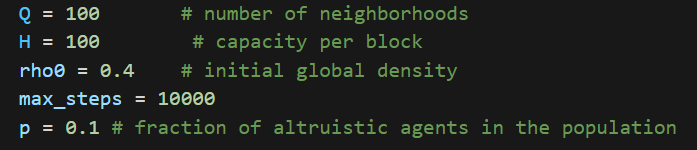 Q = 100        # number of neighborhoods
H = 100         # capacity per block
rho0 = 0.4     # initial global density
max_steps = 10000
p = 0.1 # fraction of altruistic agents in the population